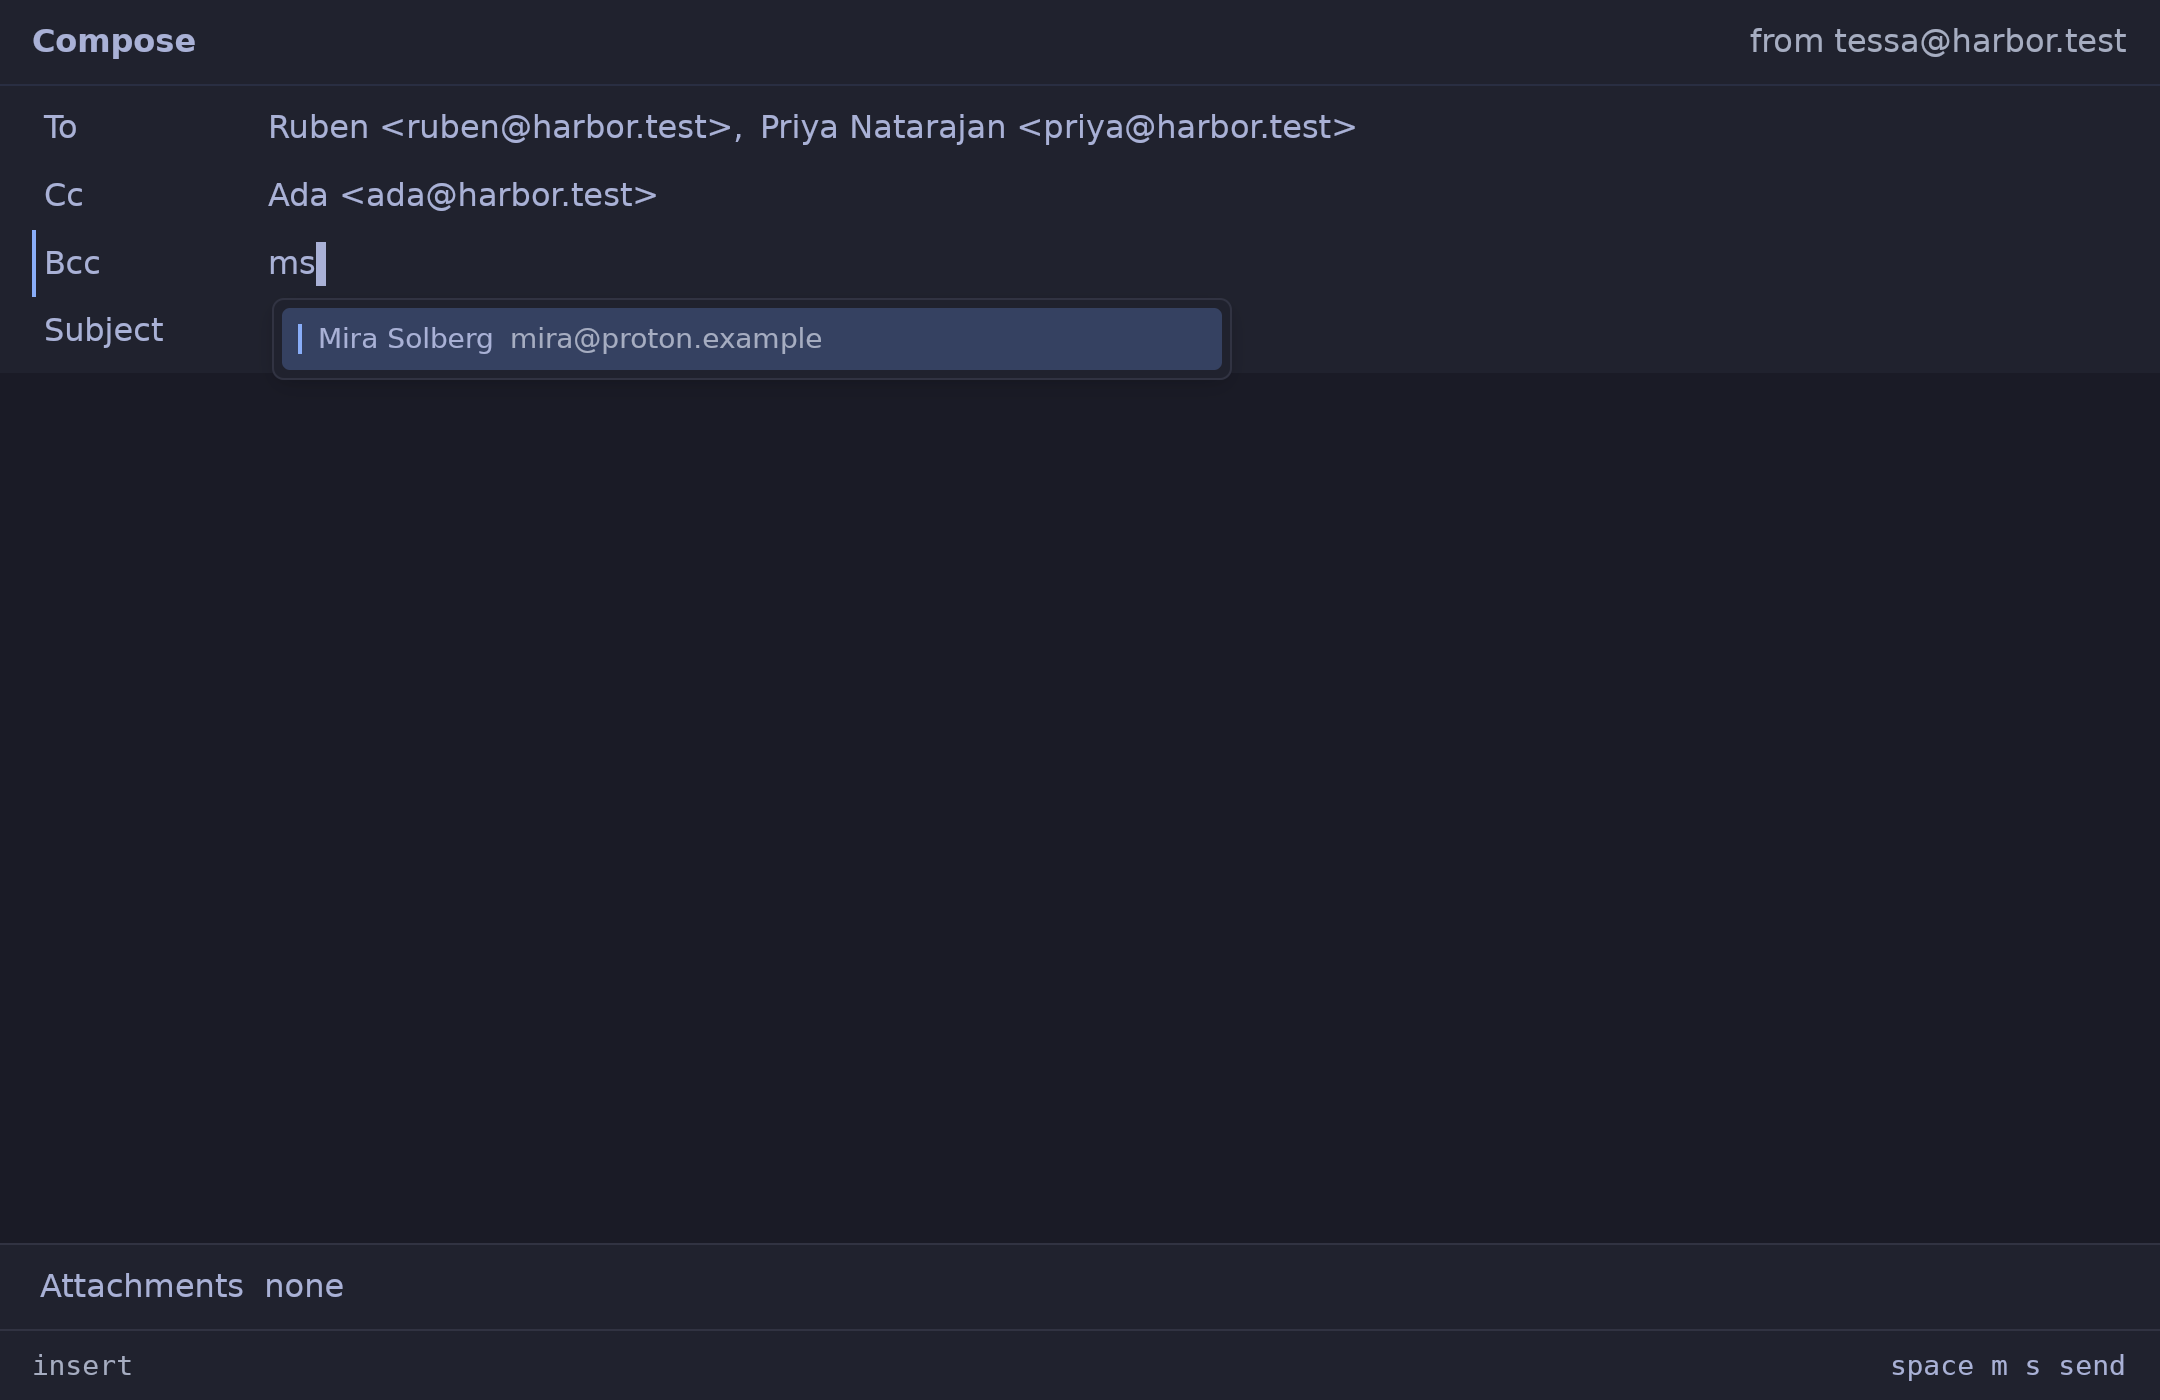 Compose from tessa@harbor.test
To Ruben <ruben@harbor.test>, Priya Natarajan <priya@harbor.test>
Cc Ada <ada@harbor.test>
Bcc ms
Subject
Mira Solberg mira@proton.example
Attachments none
insert space m s send